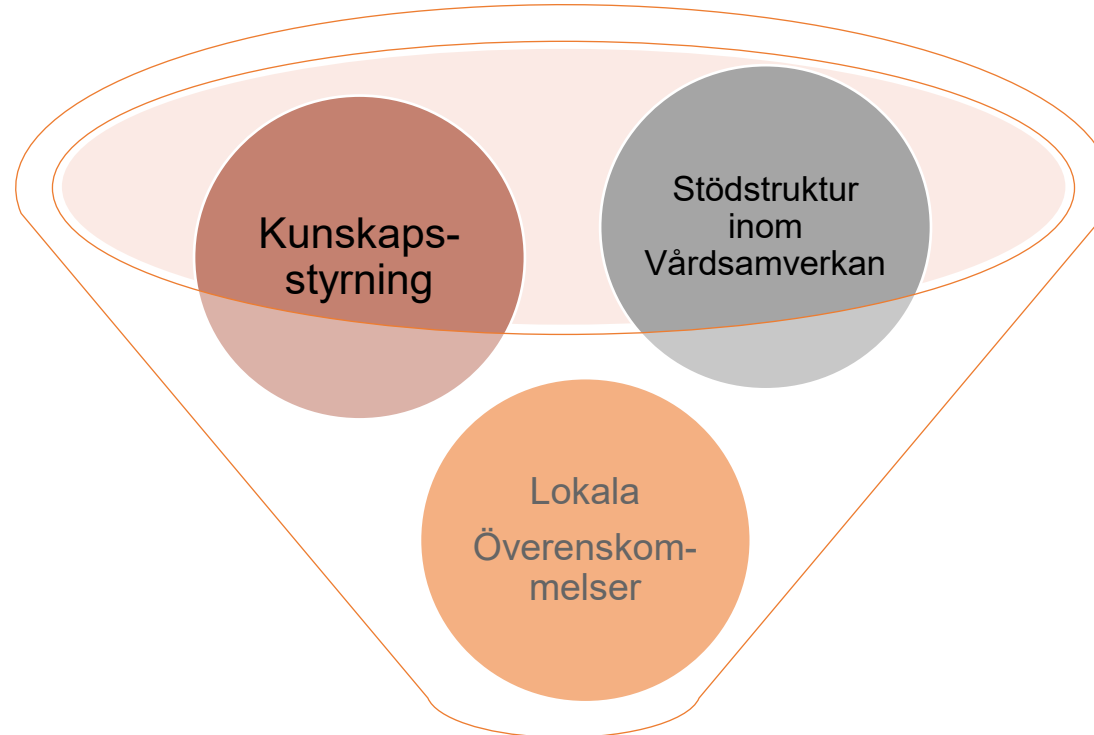 Kunskaps-
styrning
Stödstruktur
inom
Vårdsamverkan
Lokala
Överenskom-
melser